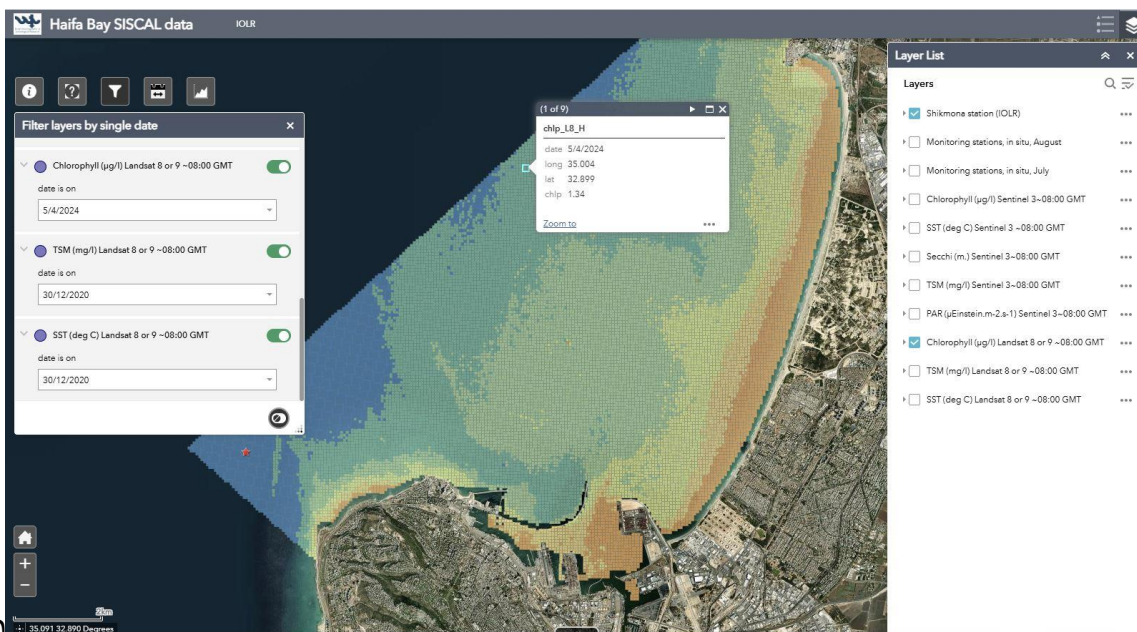 Haifa Bay SISCAL data
IOLR
Filter layers by single date
Chlorophyll (µg/l) Landsat 8 or 9 ~08:00 GMT
date is on
5/4/2024
TSM (mg/l) Landsat 8 or 9 ~08:00 GMT
date is on
30/12/2020
SST (deg C) Landsat 8 or 9 ~08:00 GMT
date is on
30/12/2020
(1 of 9)
chlp_L8_H
date 5/4/2024
long 35.004
lat 32.899
chlp 1.34
Zoom to
Layer List
Layers
Shikmona station (IOLR)
Monitoring stations, in situ, August
Monitoring stations, in situ, July
Chlorophyll (µg/l) Sentinel 3~08:00 GMT
SST (deg C) Sentinel 3 ~08:00 GMT
Secchi (m.) Sentinel 3~08:00 GMT
TSM (mg/l) Sentinel 3~08:00 GMT
PAR (µEinstein.m-2.s-1) Sentinel 3~08:00 GMT
Chlorophyll (µg/l) Landsat 8 or 9 ~08:00 GMT
TSM (mg/l) Landsat 8 or 9 ~08:00 GMT
SST (deg C) Landsat 8 or 9 ~08:00 GMT
2km
35.091 32.890 Degrees